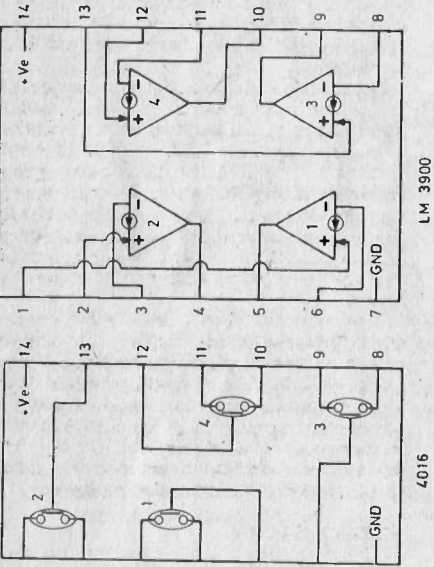 +Ve 14
2
13
1
12
4
11
10
3
9
GND 8
4016
1 +Ve 14
2 13
+ - + -
3 12
2 4
4 11
5 10
1 3
+ - + -
6 9
7 GND 8
LM 3900